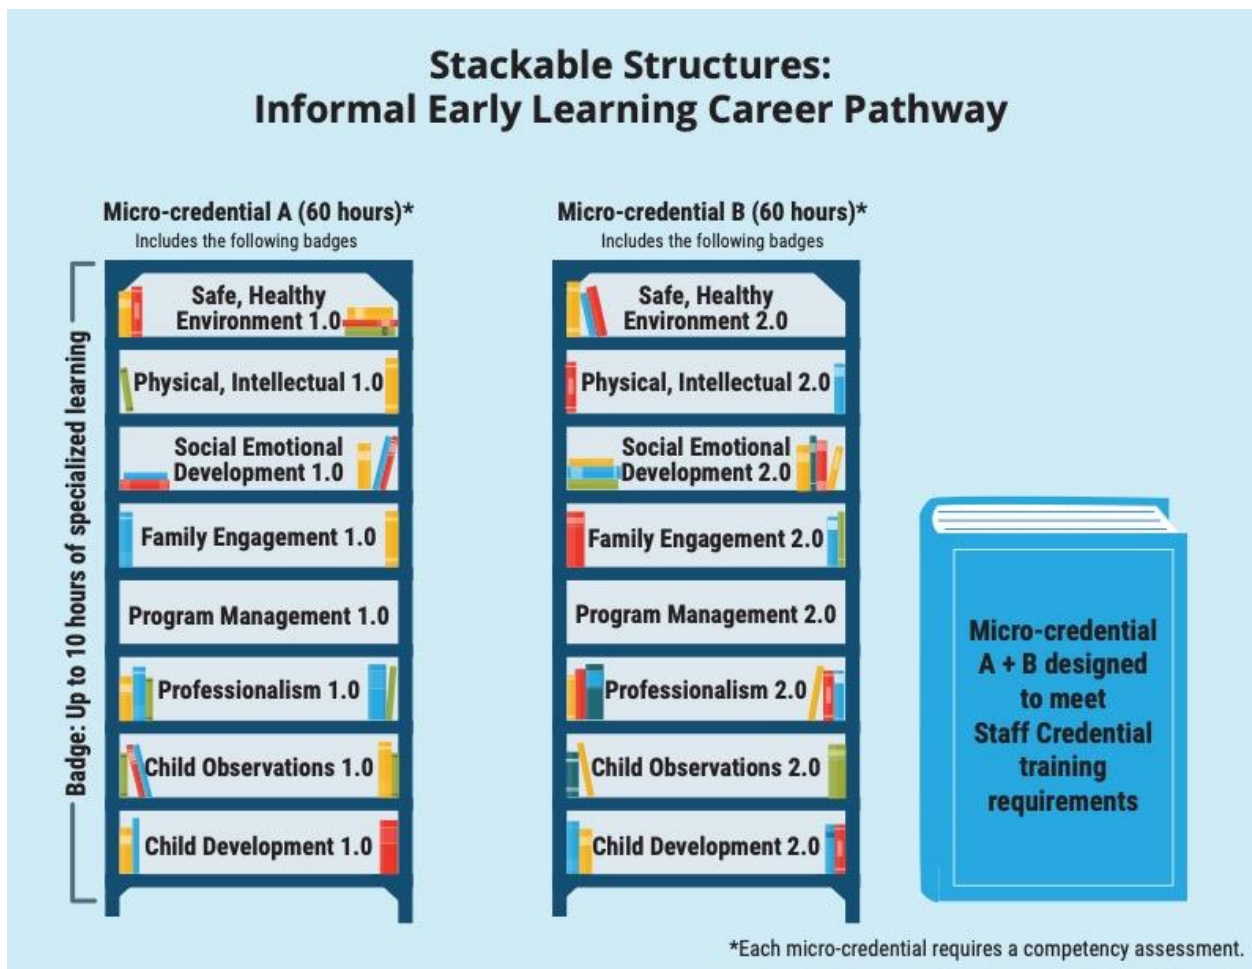 Stackable Structures:
Informal Early Learning Career Pathway
Micro-credential A (60 hours)*
Includes the following badges
Badge: Up to 10 hours of specialized learning
Safe, Healthy
Environment 1.0
Physical, Intellectual 1.0
Social Emotional
Development 1.0
Family Engagement 1.0
Program Management 1.0
Professionalism 1.0
Child Observations 1.0
Child Development 1.0
Micro-credential B (60 hours)*
Includes the following badges
Safe, Healthy
Environment 2.0
Physical, Intellectual 2.0
Social Emotional
Development 2.0
Family Engagement 2.0
Program Management 2.0
Professionalism 2.0
Child Observations 2.0
Child Development 2.0
Micro-credential
A + B designed
to meet
Staff Credential
training
requirements
*Each micro-credential requires a competency assessment.